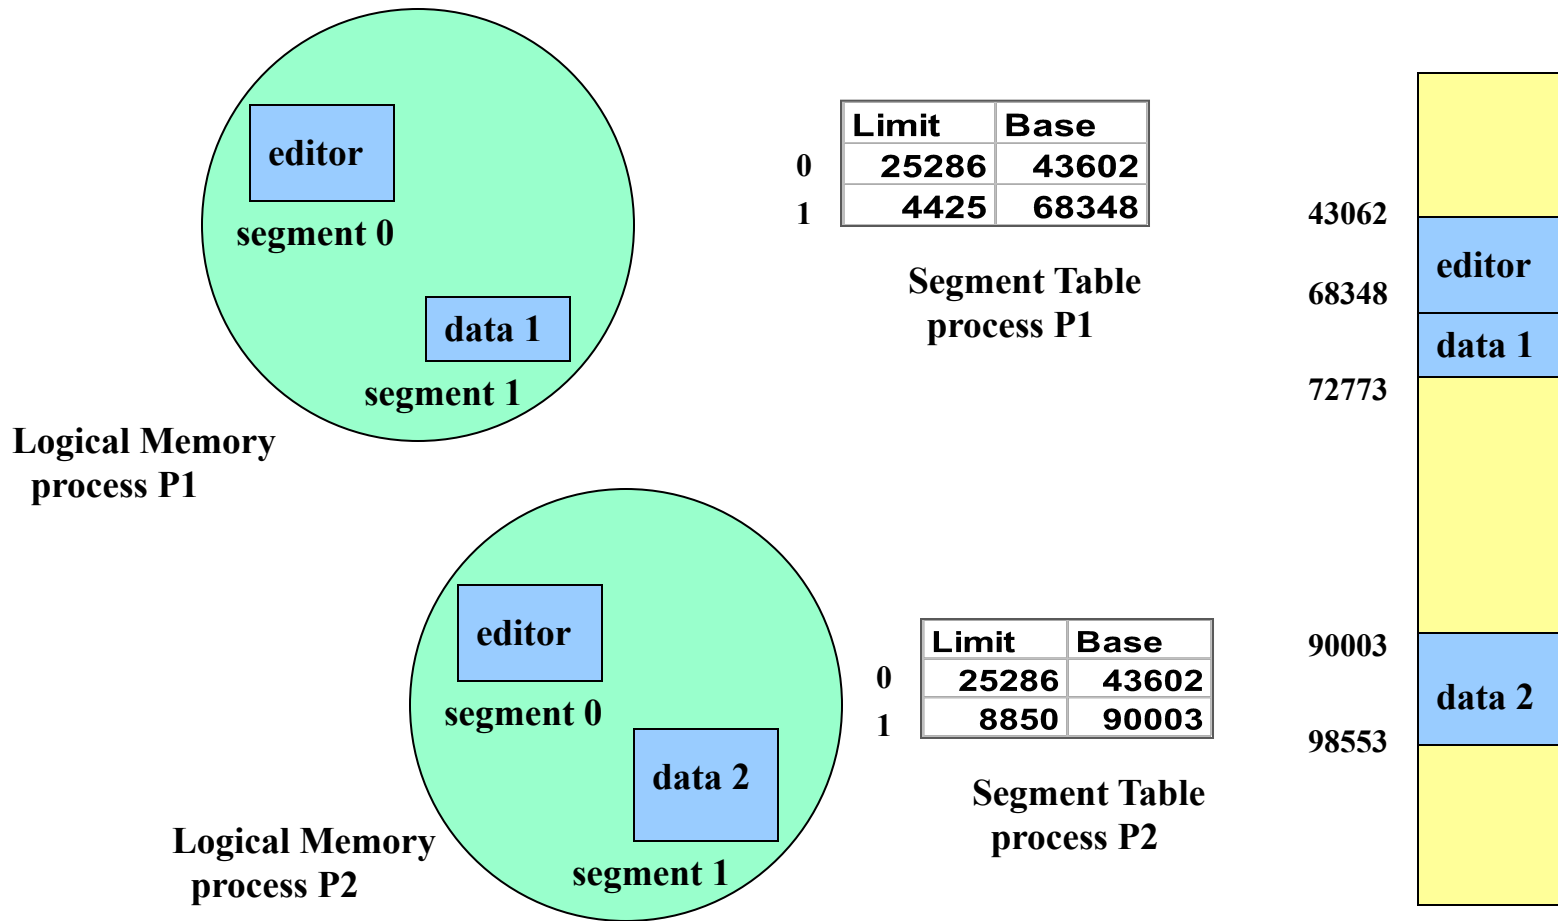 editor
segment 0
data 1
segment 1
Logical Memory
process P1
Limit Base
0 25286 43602
1 4425 68348
Segment Table
process P1
editor
segment 0
data 2
segment 1
Logical Memory
process P2
Limit Base
0 25286 43602
1 8850 90003
Segment Table
process P2
43062
editor
68348
data 1
72773
90003
data 2
98553